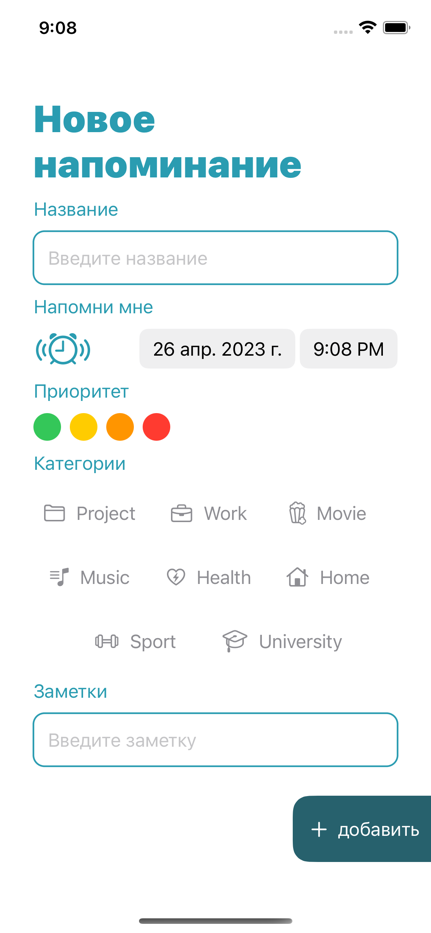 9:08
Новое
напоминание
Название
Введите название
Напомни мне
26 апр. 2023 г. 9:08 PM
Приоритет
Категории
Project Work Movie
Music Health Home
Sport University
Заметки
Введите заметку
+ добавить